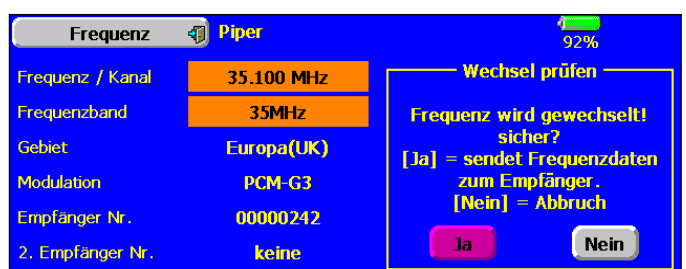 Frequenz Piper 92%
Frequenz / Kanal 35.100 MHz
Frequenzband 35MHz
Gebiet Europa(UK)
Modulation PCM-G3
Empfänger Nr. 00000242
2. Empfänger Nr. keine
Wechsel prüfen
Frequenz wird gewechselt!
sicher?
[Ja] = sendet Frequenzdaten
zum Empfänger.
[Nein] = Abbruch
Ja Nein